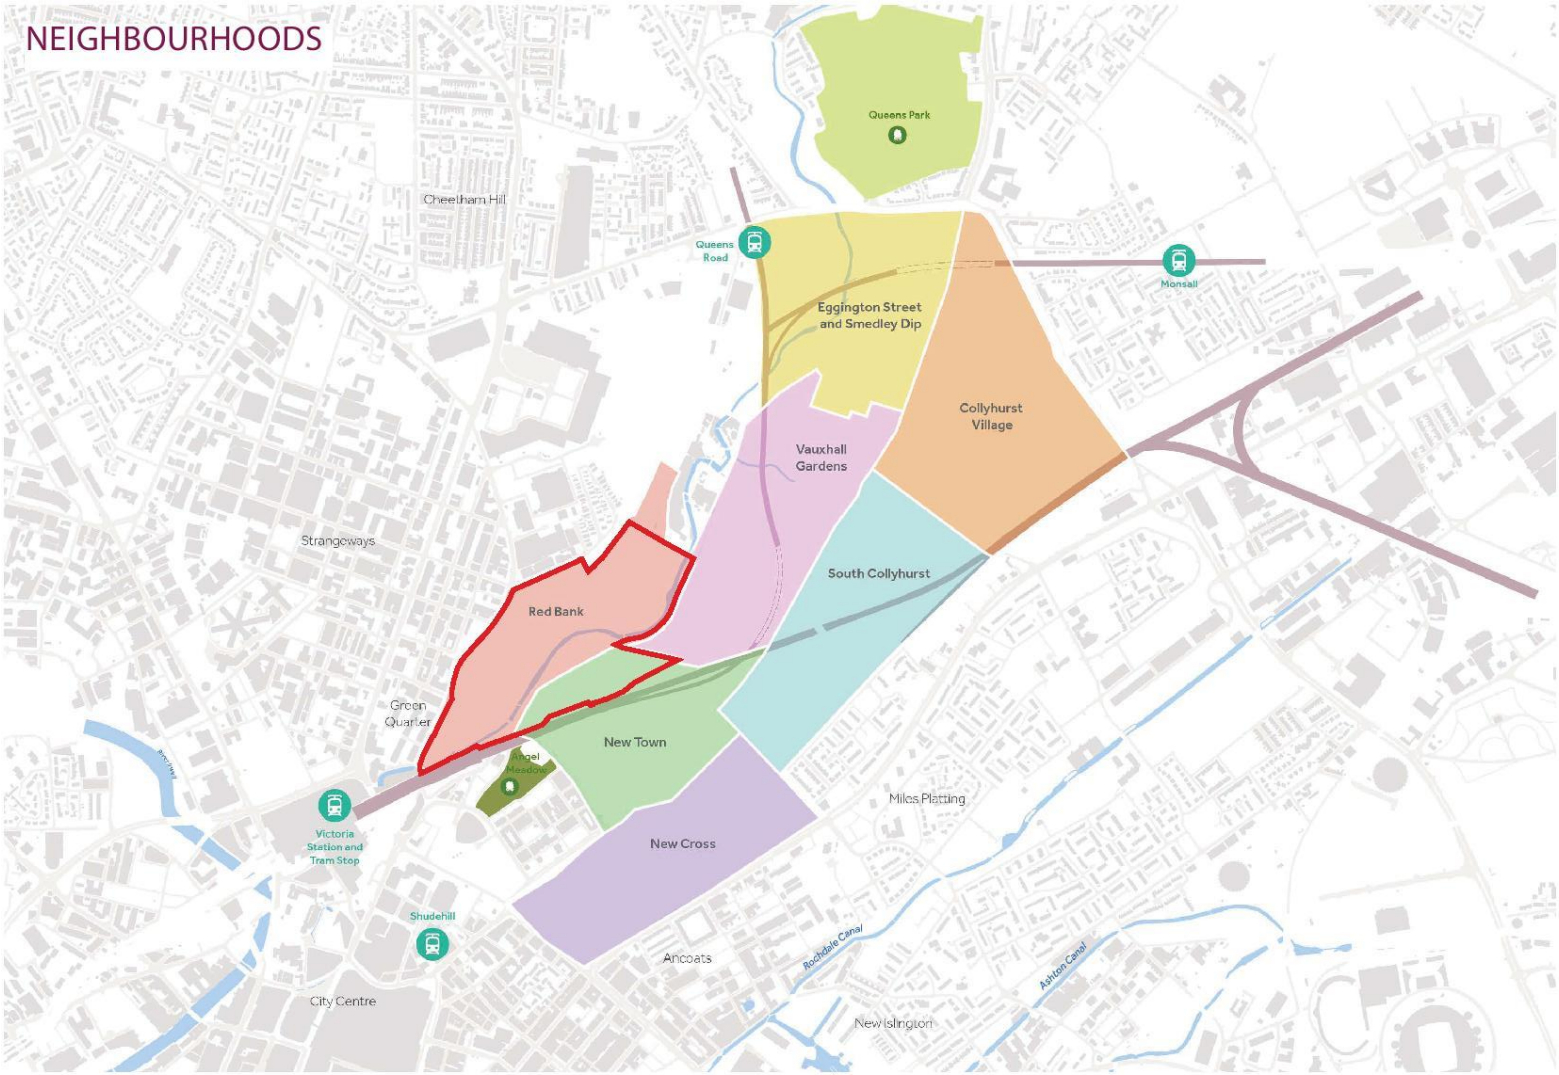 NEIGHBOURHOODS
Queens Park
Cheetham Hill
Queens
Road
Monsall
Eggington Street
and Smedley Dip
Collyhurst
Village
Vauxhall
Gardens
Strangeways
South Collyhurst
Red Bank
Green
Quarter
New Town
Angel
Meadow
Miles Platting
Victoria
Station and
Tram Stop
New Cross
Shudehill
Rochdale Canal
Ancoats
Ashton Canal
City Centre
New Islington